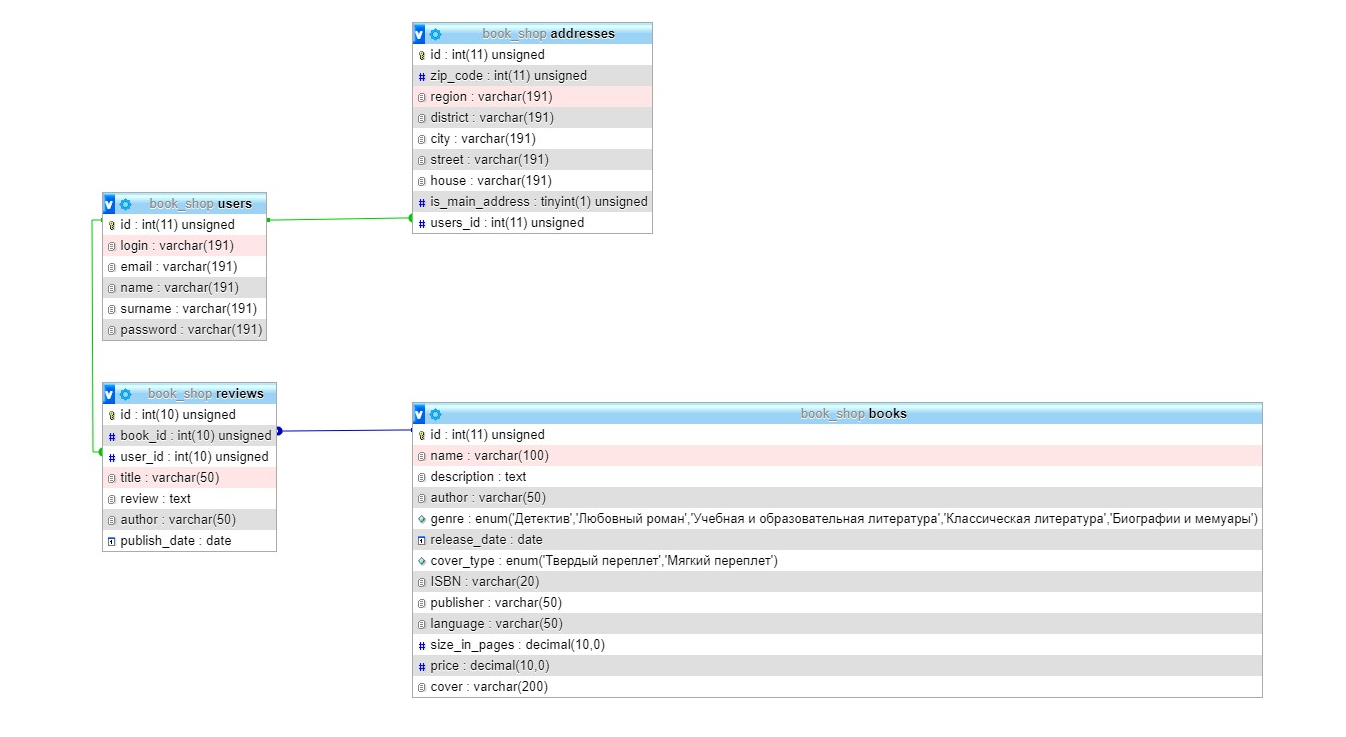 book_shop addresses
id : int(11) unsigned
zip_code : int(11) unsigned
region : varchar(191)
district : varchar(191)
city : varchar(191)
street : varchar(191)
house : varchar(191)
is_main_address : tinyint(1) unsigned
users_id : int(11) unsigned
book_shop users
id : int(11) unsigned
login : varchar(191)
email : varchar(191)
name : varchar(191)
surname : varchar(191)
password : varchar(191)
book_shop reviews
id : int(10) unsigned
book_id : int(10) unsigned
user_id : int(10) unsigned
title : varchar(50)
review : text
author : varchar(50)
publish_date : date
book_shop books
id : int(11) unsigned
name : varchar(100)
description : text
author : varchar(50)
genre : enum('Детектив','Любовный роман','Учебная и образовательная литература','Классическая литература','Биографии и мемуары')
release_date : date
cover_type : enum('Твердый переплет','Мягкий переплет')
ISBN : varchar(20)
publisher : varchar(50)
language : varchar(50)
size_in_pages : decimal(10,0)
price : decimal(10,0)
cover : varchar(200)